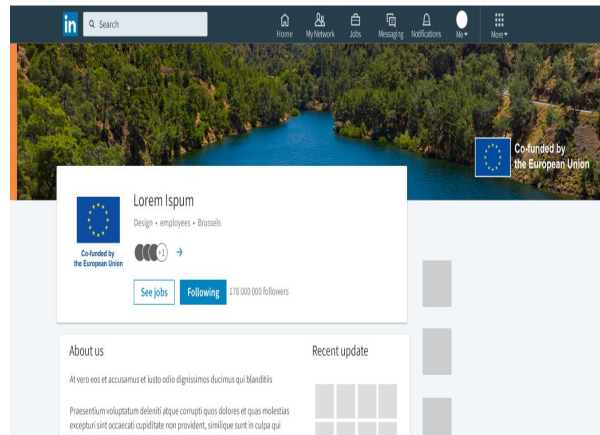 in
Search
Home My Network Jobs Messaging Notifications Me More
Co-funded by
the European Union
Lorem Ispum
Design • employees • Brussels
+1
Co-funded by
the European Union
See jobs Following 178 000 000 followers
About us
Recent update
At vero eos et accusamus et iusto odio dignissimos ducimus qui blanditiis
Praesentium voluptatum deleniti atque corrupti quos dolores et quas molestias
excepturi sint occaecati cupiditate non provident, similique sunt in culpa qui